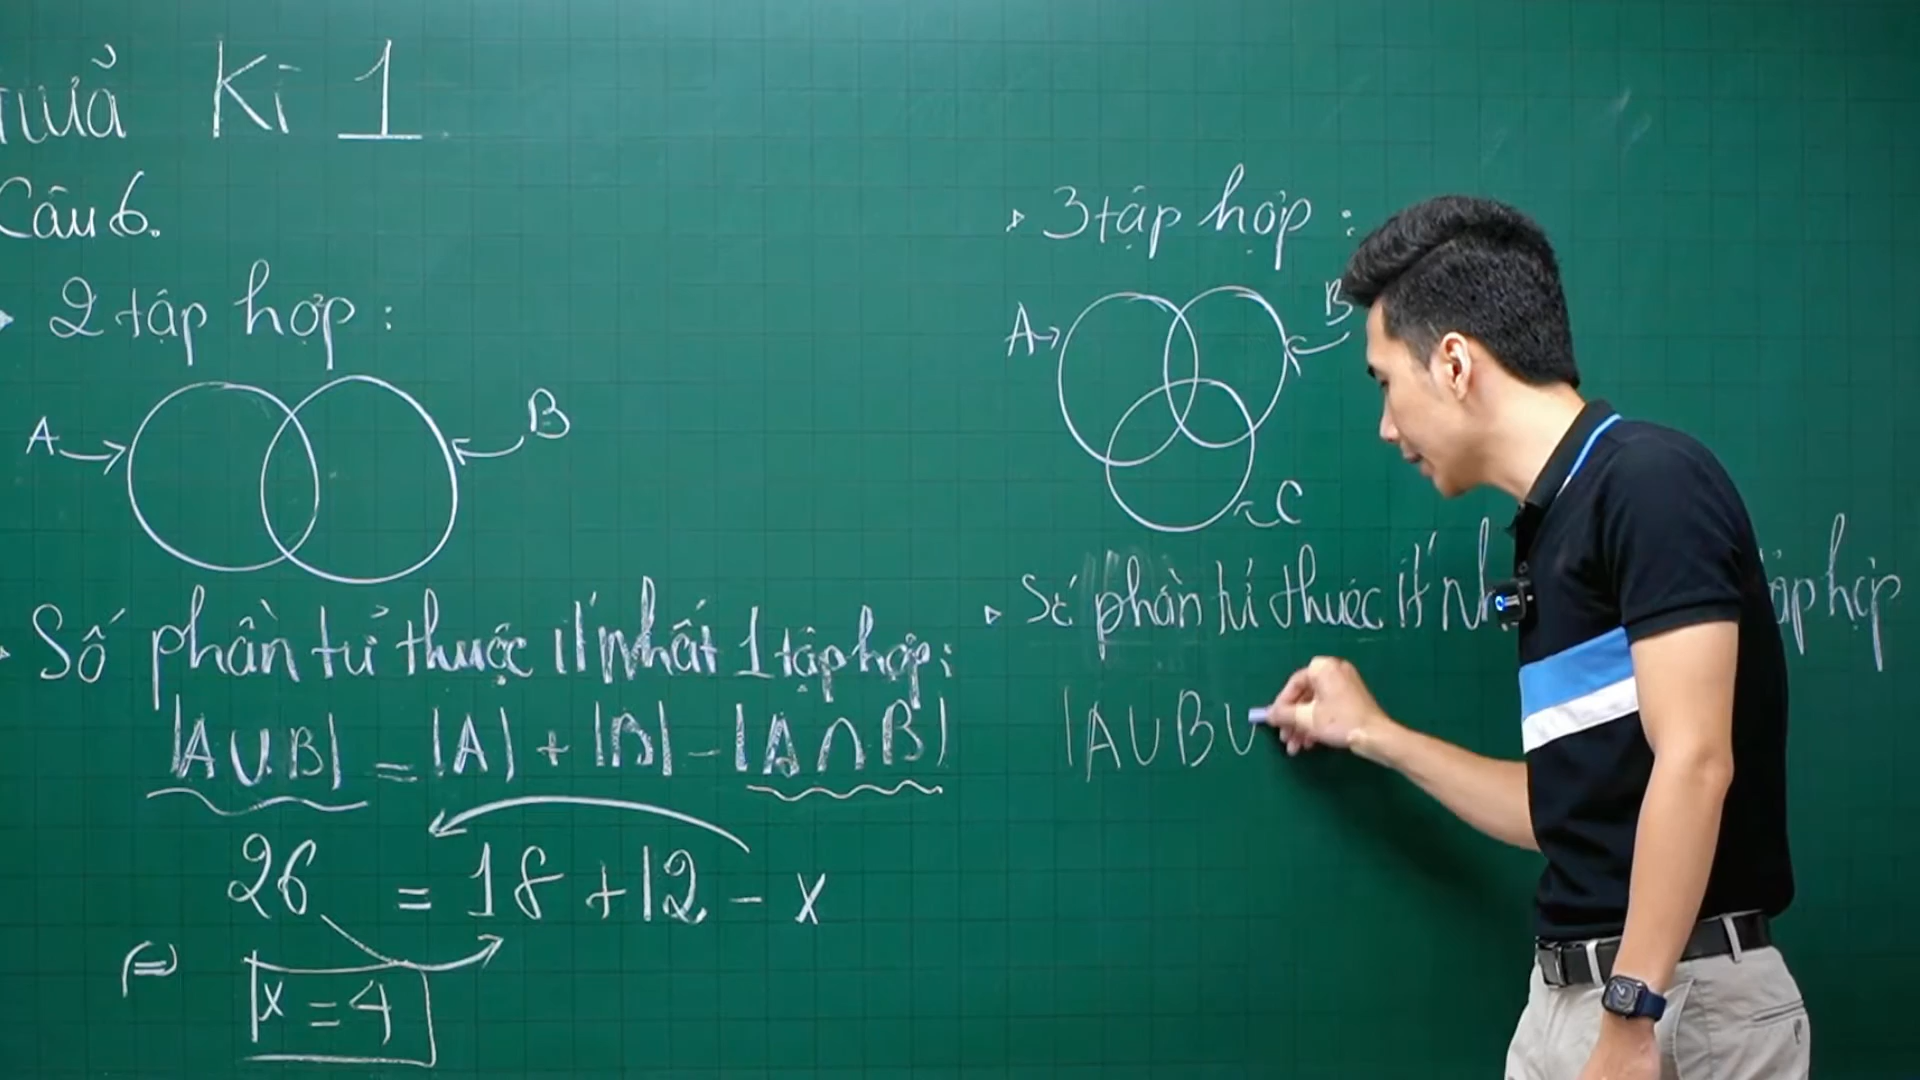 Kì 1
Câu 6.
2 tập hợp:
A
B
Số phần tử thuộc ít nhất 1 tập hợp:
|A∪B| = |A| + |B| - |A∩B|
26 = 18 + 12 - x
x = 4
3 tập hợp:
A
B
C
Số phần tử thuộc ít tập hợp
|A∪B∪